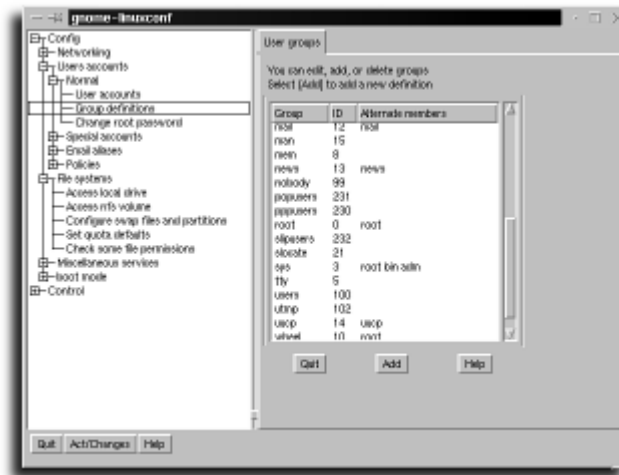 gnome-linuxconf
Config
Networking
Users accounts
Normal
User accounts
Group definitions
Change root password
Special accounts
Email aliases
Policies
File systems
Access local drive
Access nfs volume
Configure swap files and partitions
Set quota defaults
Check some file permissions
Miscellaneous services
boot mode
Control
Quit Act/Changes Help
User groups
You can edit, add, or delete groups
Select [Add] to add a new definition
Group ID Alternate members
mail 12 mail
man 15
mem 8
news 13 news
nobody 99
popusers 231
pppusers 230
root 0 root
slipusers 232
slocate 21
sys 3 root bin adm
tty 5
users 100
utmp 102
uucp 14 uucp
wheel 10 root
Quit Add Help